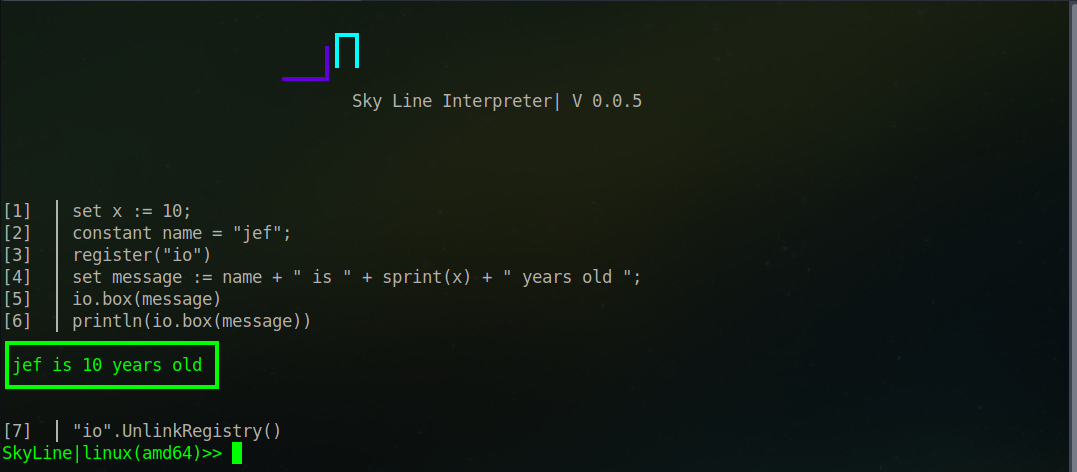 Sky Line Interpreter| V 0.0.5
[1] │ set x := 10;
[2] │ constant name = "jef";
[3] │ register("io")
[4] │ set message := name + " is " + sprint(x) + " years old ";
[5] │ io.box(message)
[6] │ println(io.box(message))
jef is 10 years old
[7] │ "io".UnlinkRegistry()
SkyLine|linux(amd64)>>